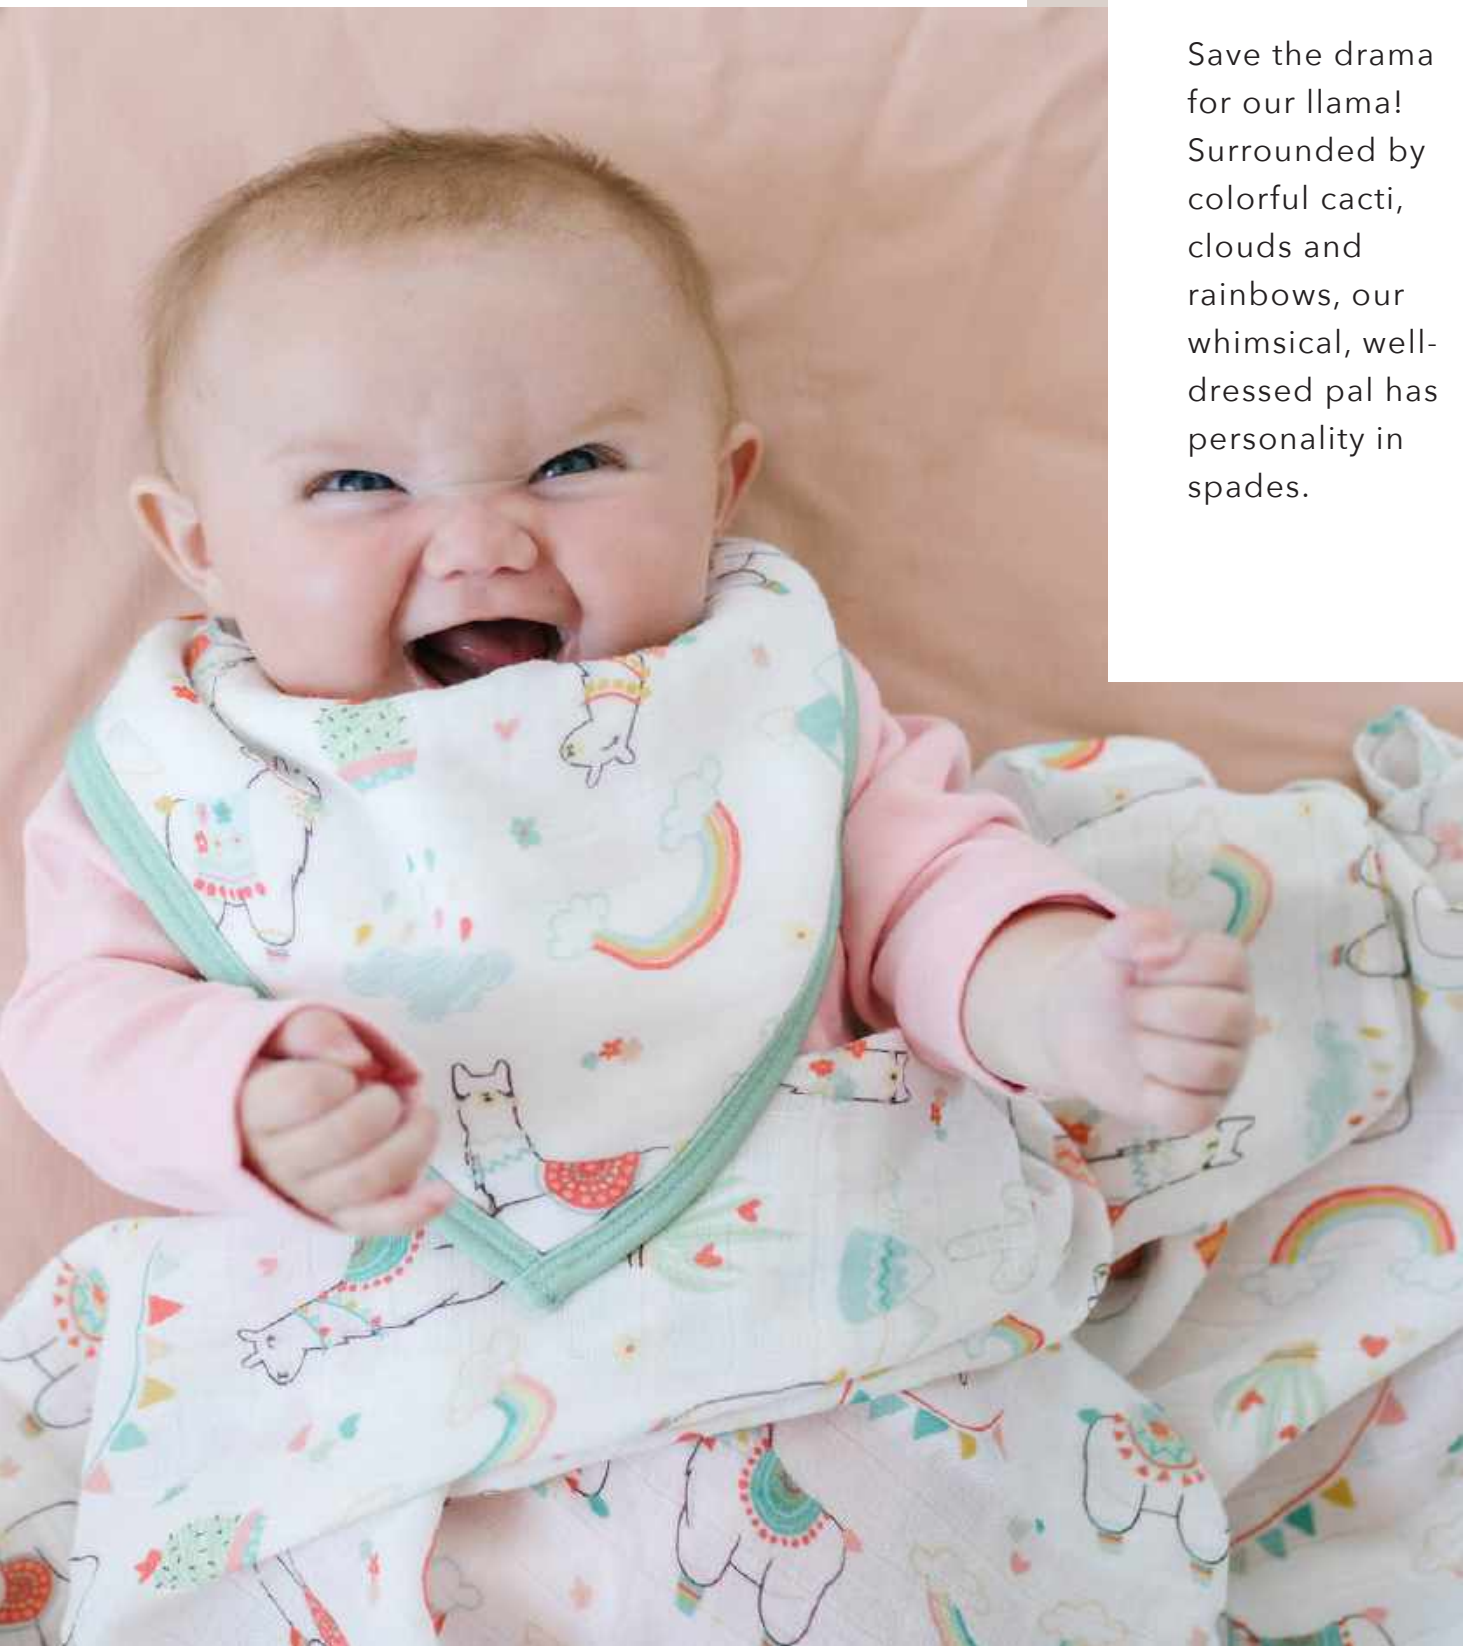 Save the drama
for our llama!
Surrounded by
colorful cacti,
clouds and
rainbows, our
whimsical, well-
dressed pal has
personality in
spades.